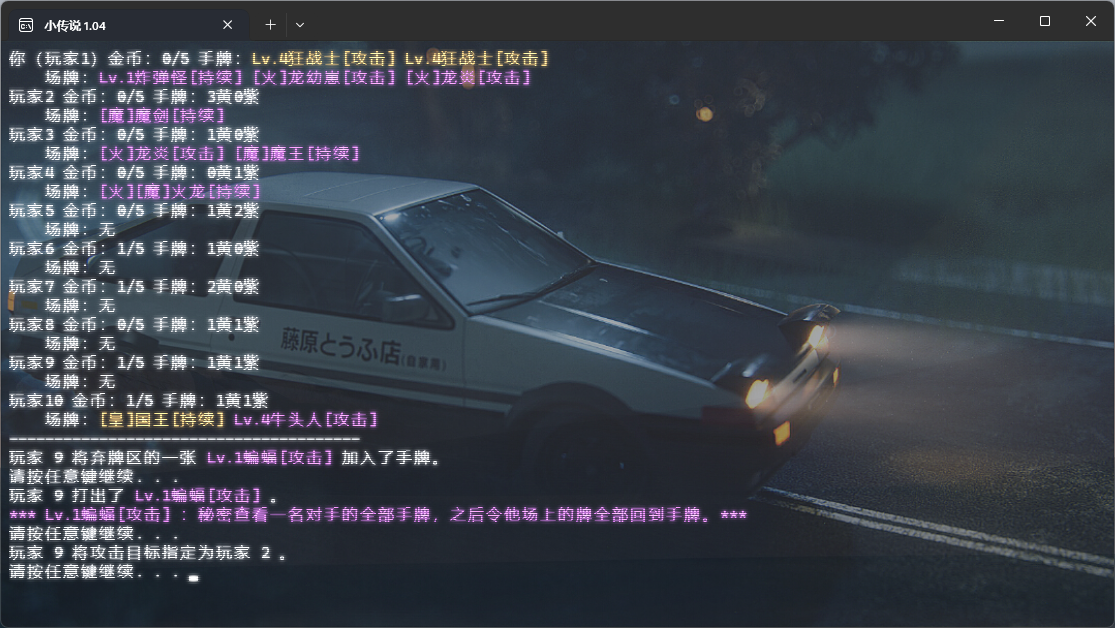 小传说 1.04
你 (玩家1) 金币: 0/5 手牌: Lv.4狂战士[攻击] Lv.4狂战士[攻击]
场牌: Lv.1炸弹怪[持续] [火]龙幼崽[攻击] [火]龙炎[攻击]
玩家2 金币: 0/5 手牌: 3黄0紫
场牌: [魔]魔剑[持续]
玩家3 金币: 0/5 手牌: 1黄0紫
场牌: [火]龙炎[攻击] [魔]魔王[持续]
玩家4 金币: 0/5 手牌: 0黄1紫
场牌: [火][魔]火龙[持续]
玩家5 金币: 0/5 手牌: 1黄2紫
场牌: 无
玩家6 金币: 1/5 手牌: 1黄0紫
场牌: 无
玩家7 金币: 1/5 手牌: 2黄0紫
场牌: 无
玩家8 金币: 0/5 手牌: 1黄1紫
场牌: 无
玩家9 金币: 1/5 手牌: 1黄1紫
场牌: 无
玩家10 金币: 1/5 手牌: 1黄1紫
场牌: [皇]国王[持续] Lv.4牛头人[攻击]
---------------------------------------
玩家 9 将弃牌区的一张 Lv.1蝙蝠[攻击] 加入了手牌。
请按任意键继续. . .
玩家 9 打出了 Lv.1蝙蝠[攻击] 。
*** Lv.1蝙蝠[攻击] : 秘密查看一名对手的全部手牌, 之后令他场上的牌全部回到手牌。***
请按任意键继续. . .
玩家 9 将攻击目标指定为玩家 2 。
请按任意键继续. . .
藤原とうふ店(自家用)